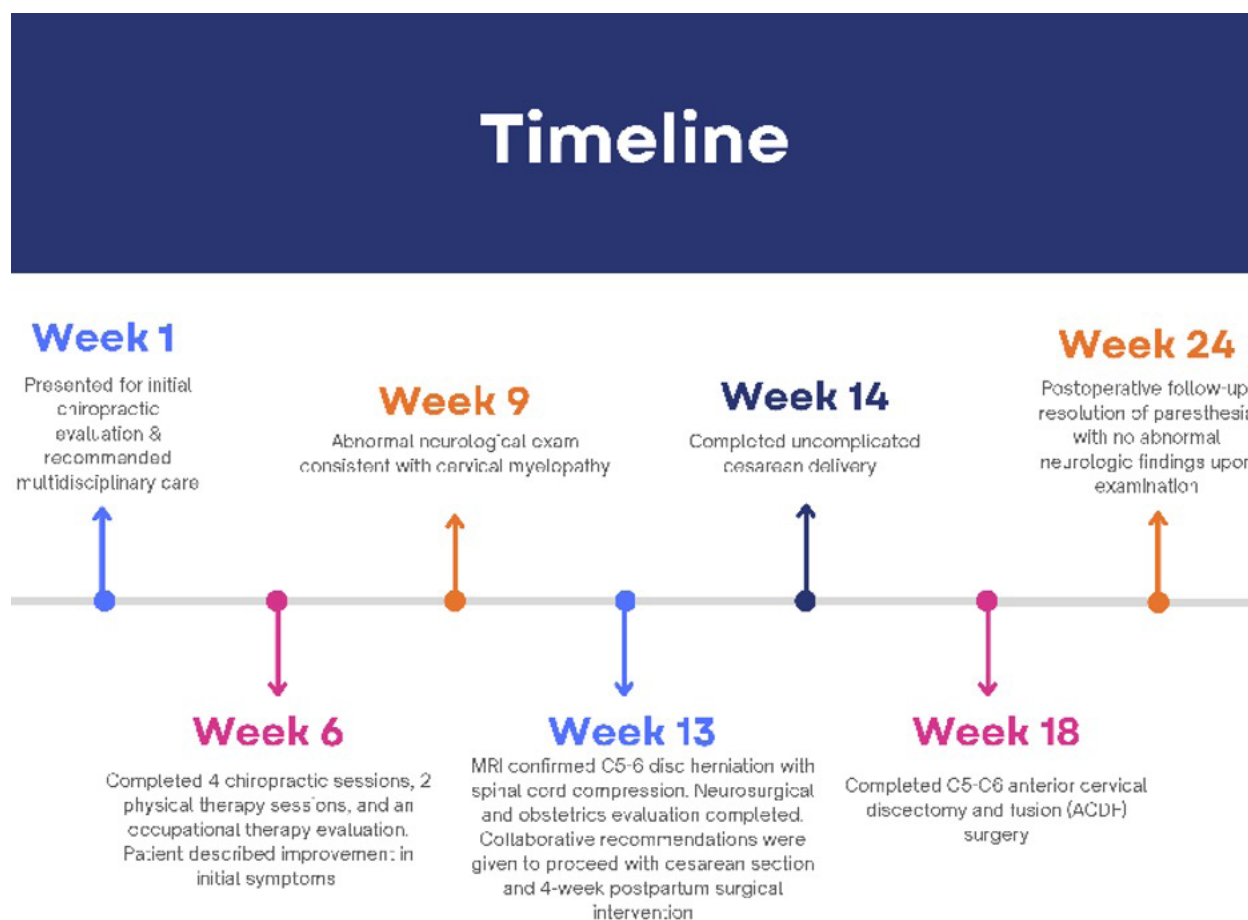 Timeline
Week 1
Presented for initial
chiropractic
evaluation &
recommended
multidisciplinary care
Week 6
Completed 4 chiropractic sessions, 2
physical therapy sessions, and an
occupational therapy evaluation.
Patient described improvement in
initial symptoms
Week 9
Abnormal neurological exam
consistent with cervical myelopathy
Week 13
MRI confirmed C5-6 disc herniation with
spinal cord compression. Neurosurgical
and obstetrics evaluation completed.
Collaborative recommendations were
given to proceed with cesarean section
and 4-week postpartum surgical
intervention
Week 14
Completed uncomplicated
cesarean delivery
Week 18
Completed C5-C6 anterior cervical
discectomy and fusion (ACDF)
surgery
Week 24
Postoperative follow-up
resolution of paresthesia
with no abnormal
neurologic findings upon
examination